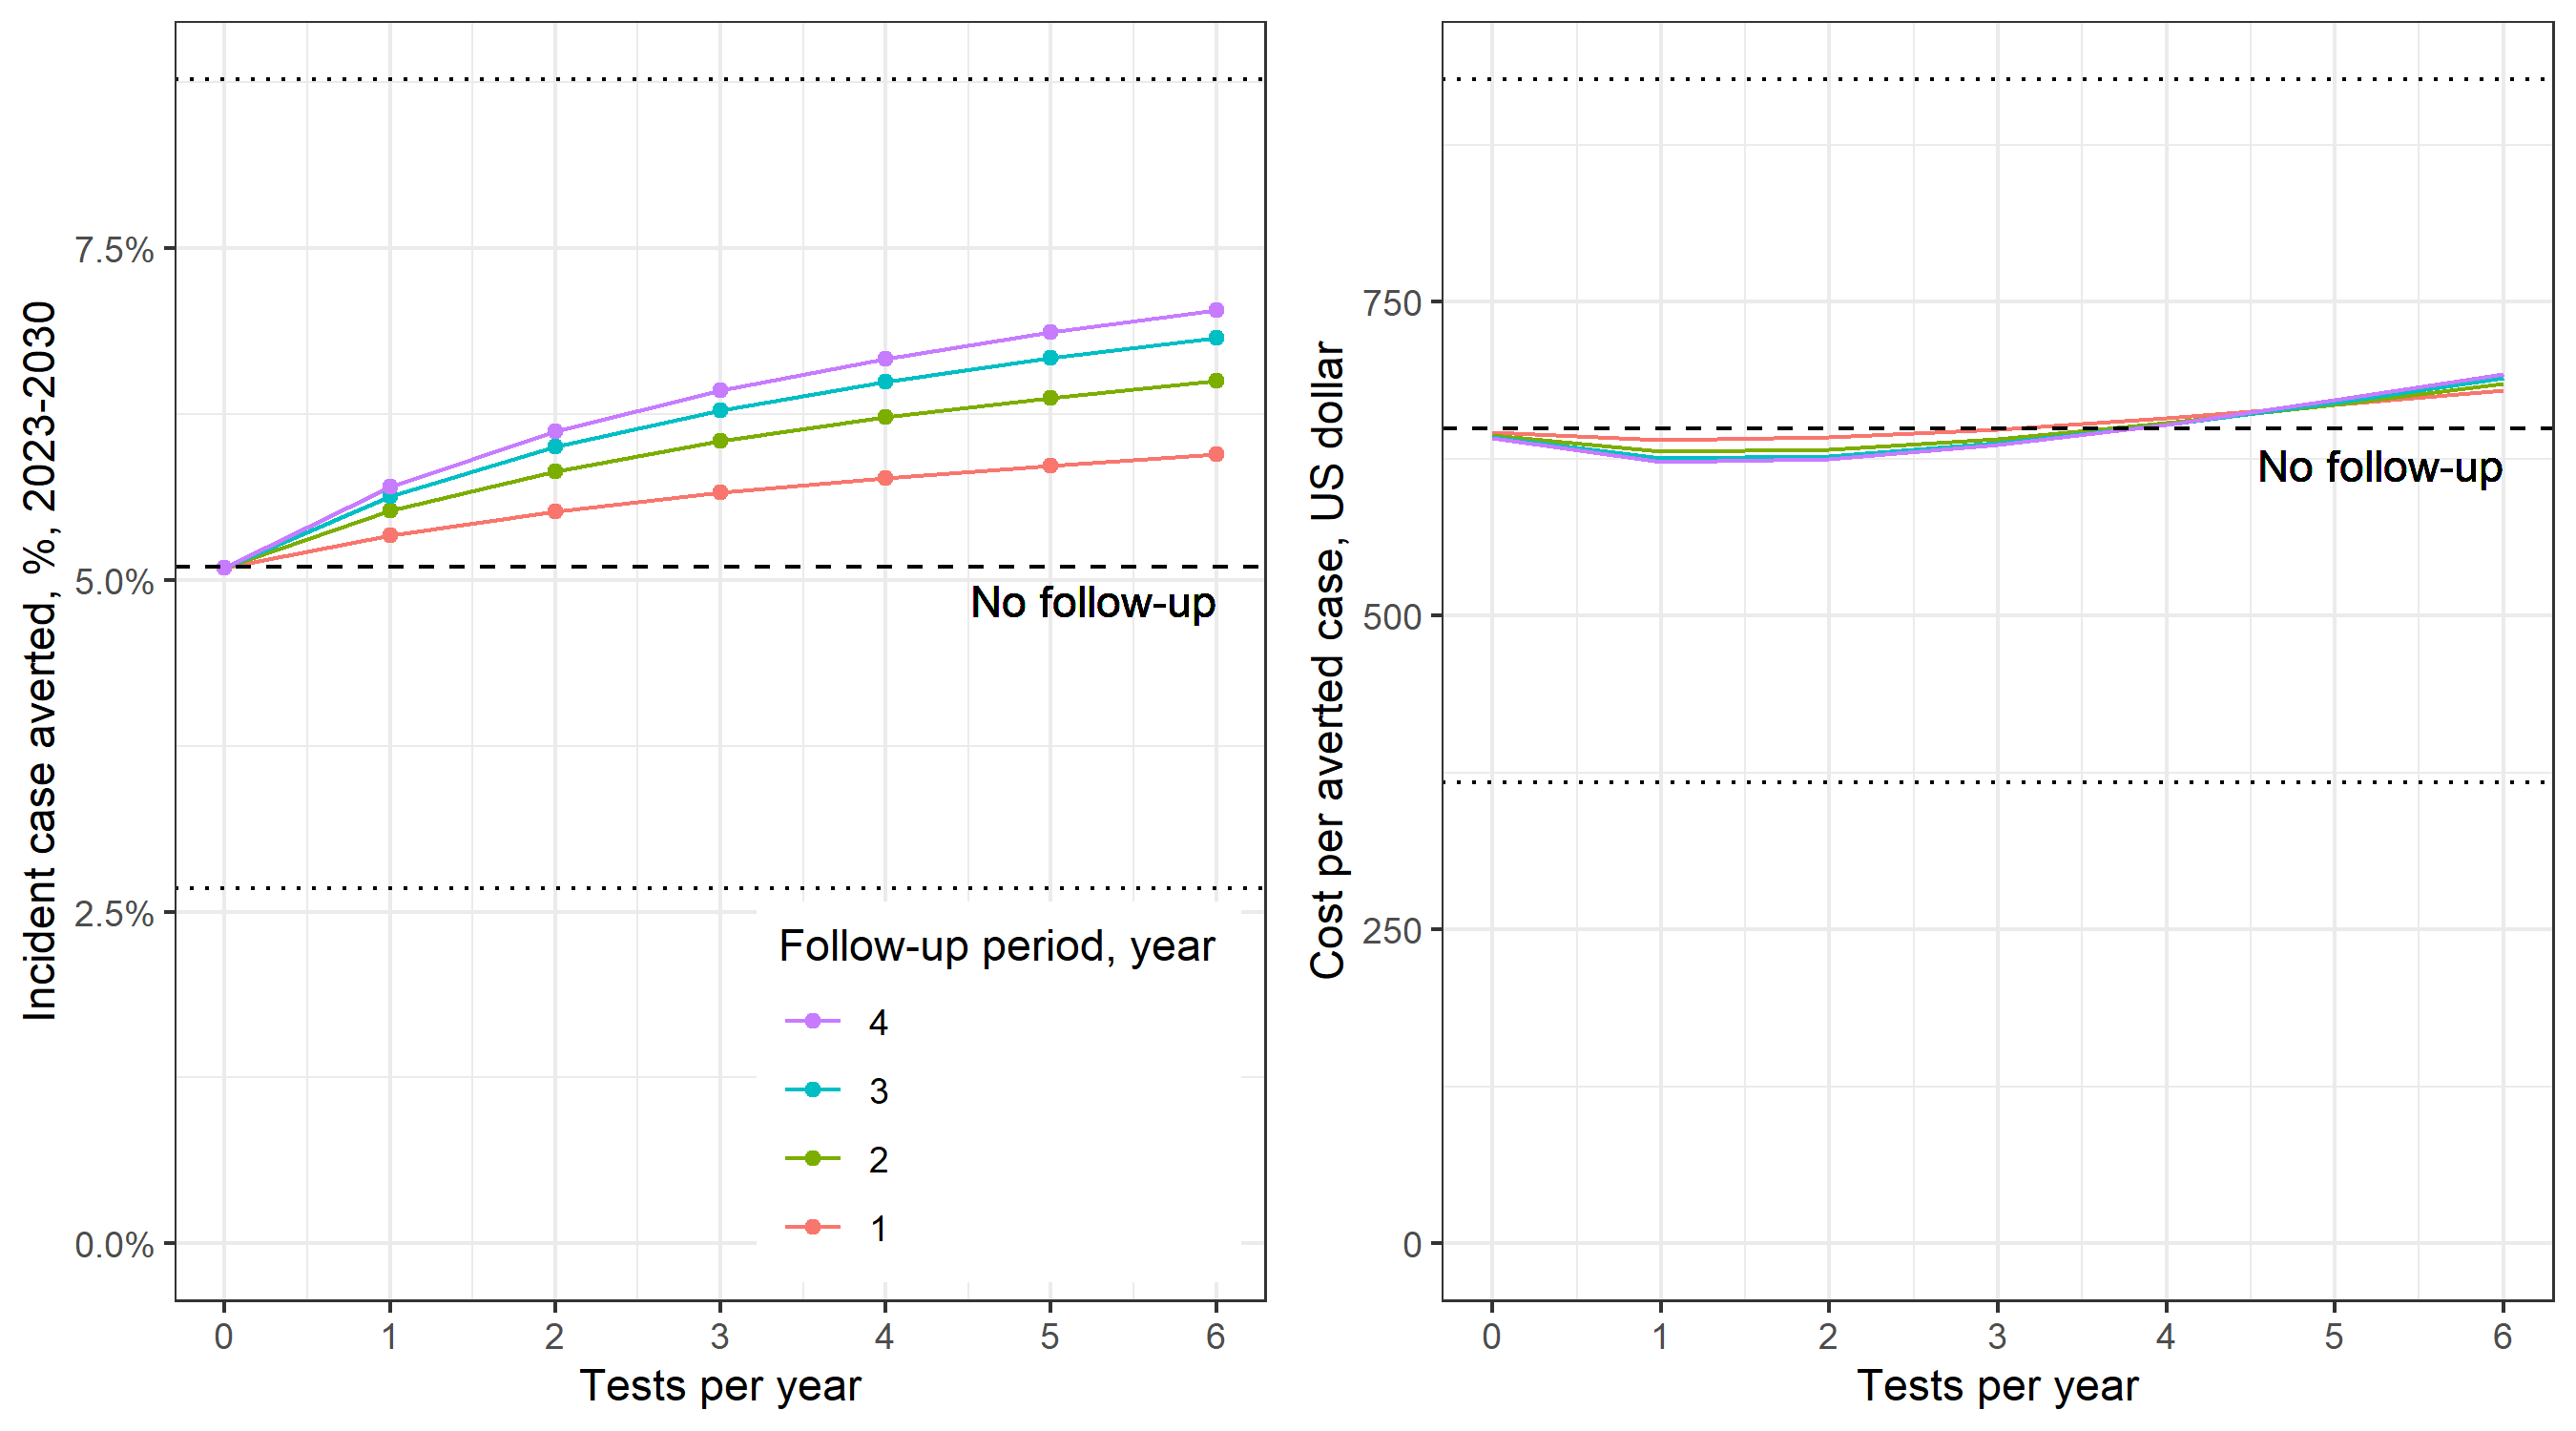 Incident case averted, %, 2023-2030
7.5%
5.0%
2.5%
0.0%
No follow-up
Follow-up period, year
4
3
2
1
0 1 2 3 4 5 6
Tests per year
Cost per averted case, US dollar
750
500
250
0
No follow-up
0 1 2 3 4 5 6
Tests per year